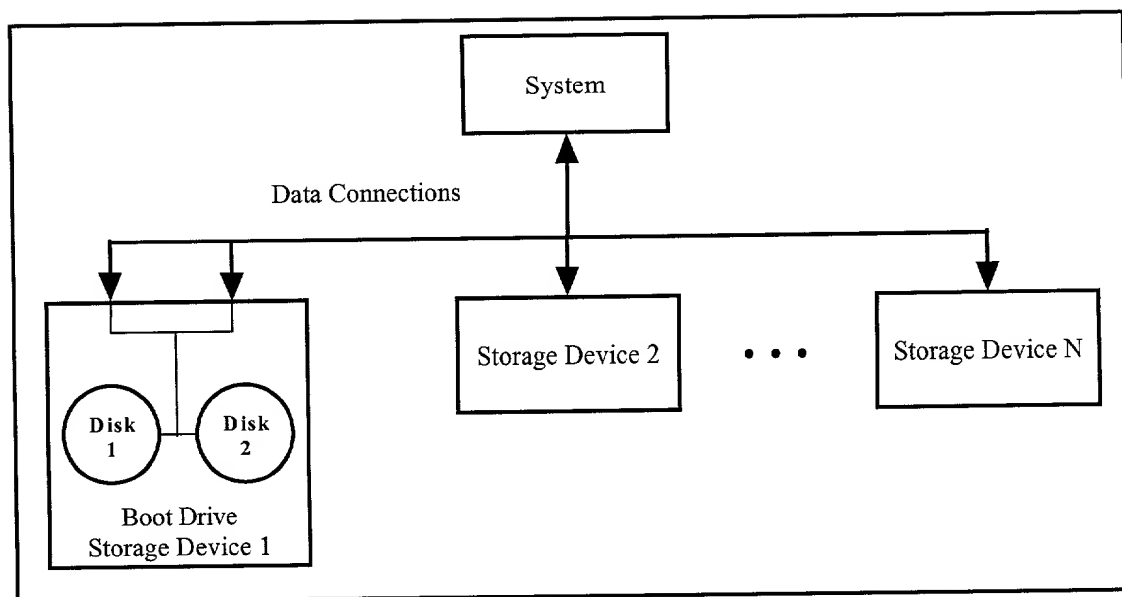 System
Data Connections
Storage Device 2
• • •
Storage Device N
Disk
1
Disk
2
Boot Drive
Storage Device 1